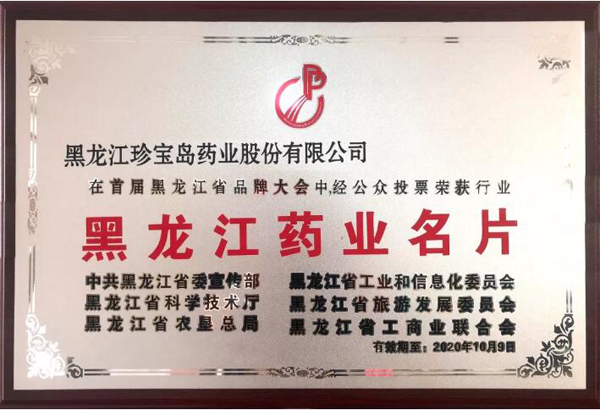 黑龙江珍宝岛药业股份有限公司
在首届黑龙江省品牌大会中,经公众投票荣获行业
黑龙江药业名片
中共黑龙江省委宣传部 黑龙江省工业和信息化委员会
黑龙江省科学技术厅 黑龙江省旅游发展委员会
黑龙江省农垦总局 黑龙江省工商业联合会
有效期至：2020年10月9日